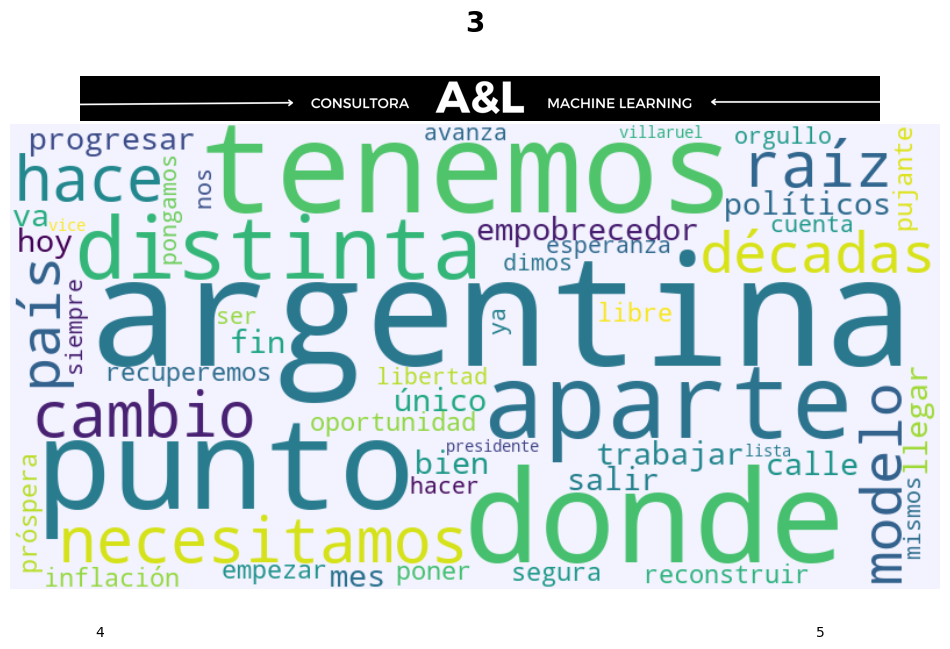 3
CONSULTORA A&L MACHINE LEARNING
progresar
avanza
villaruel
orgullo
pujante
hace
pongamos
nos
tenemos
raíz
va
vice
políticos
hoy
distinta
empobrecedor
cuenta
esperanza
dimos
décadas
país
siempre
argentina
ser
ya
libre
fin
recuperemos
libertad
único
aparte
cambio
oportunidad
modelo
llegar
punto
presidente
bien
hacer
trabajar
lista
calle
salir
donde
mismos
próspera
necesitamos
inflación
empezar
mes
poner
segura
reconstruir
4
5